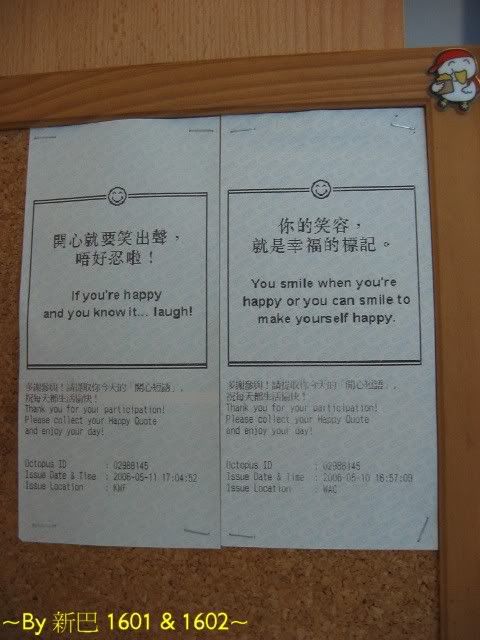 開心就要笑出聲，
唔好忍啦！
If you're happy
and you know it... laugh!
多謝參與！請提取你今天的「開心短語」，
祝每天都生活愉快！
Thank you for your participation!
Please collect your Happy Quote
and enjoy your day!
Octopus ID : 02988145
Issue Date & Time : 2006-05-11 17:04:52
Issue Location : KWF
你的笑容，
就是幸福的標記。
You smile when you're
happy or you can smile to
make yourself happy.
多謝參與！請提取你今天的「開心短語」，
祝每天都生活愉快！
Thank you for your participation!
Please collect your Happy Quote
and enjoy your day!
Octopus ID : 02988145
Issue Date & Time : 2006-05-10 16:57:09
Issue Location : WAC
~By 新巴 1601 & 1602~